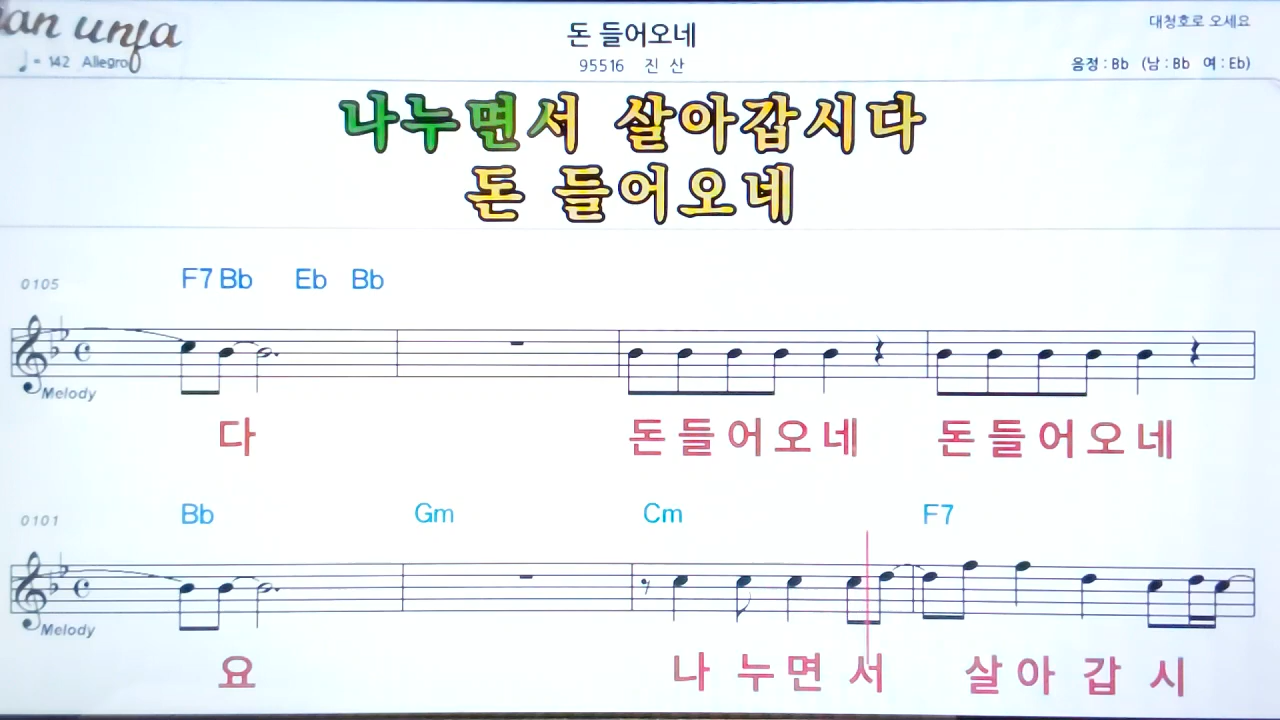 돈 들어오네
대청호로 오세요
♩= 142 Allegro
95516 진 산
음정 : Bb (남 : Bb 여 : Eb)
나누면서 살아갑시다
돈 들어오네
0105
F7 Bb Eb Bb
Melody
다 돈 들 어 오 네 돈 들 어 오 네
0101
Bb Gm Cm F7
Melody
요 나 누 면 서 살 아 갑 시